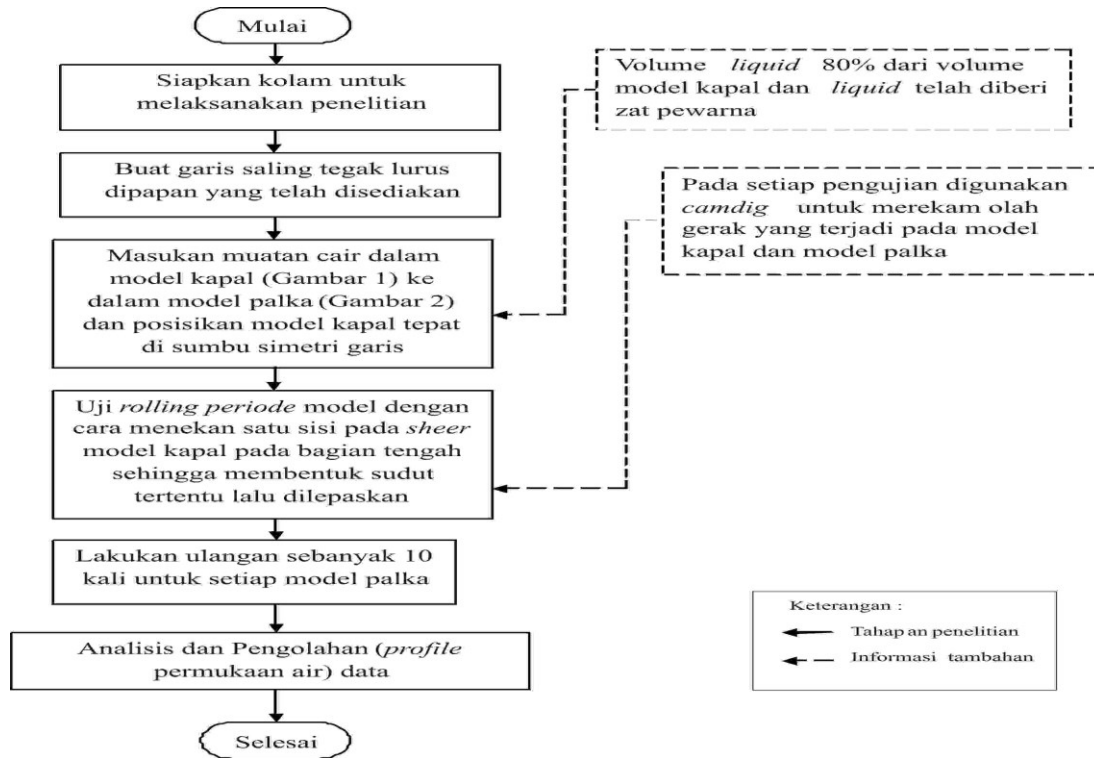 Mulai
Siapkan kolam untuk
melaksanakan penelitian
Buat garis saling tegak lurus
dipapan yang telah disediakan
Masukan muatan cair dalam
model kapal (Gambar 1) ke
dalam model palka (Gambar 2)
dan posisikan model kapal tepat
di sumbu simetri garis
Volume liquid 80% dari volume
model kapal dan liquid telah diberi
zat pewarna
Uji rolling periode model dengan
cara menekan satu sisi pada sheer
model kapal pada bagian tengah
sehingga membentuk sudut
tertentu lalu dilepaskan
Pada setiap pengujian digunakan
camdig untuk merekam olah
gerak yang terjadi pada model
kapal dan model palka
Lakukan ulangan sebanyak 10
kali untuk setiap model palka
Analisis dan Pengolahan (profile
permukaan air) data
Selesai
Keterangan :
Tahapan penelitian
Informasi tambahan